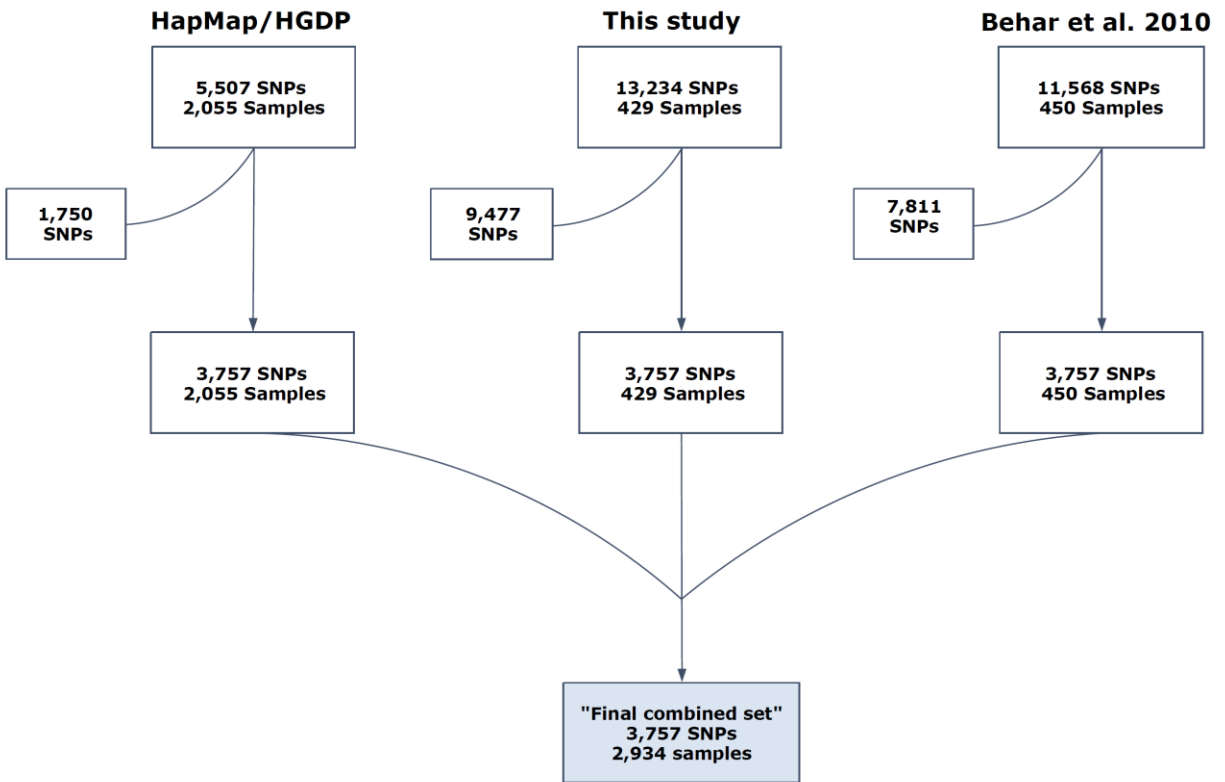 HapMap/HGDP
This study
Behar et al. 2010
5,507 SNPs
2,055 Samples
13,234 SNPs
429 Samples
11,568 SNPs
450 Samples
1,750
SNPs
9,477
SNPs
7,811
SNPs
3,757 SNPs
2,055 Samples
3,757 SNPs
429 Samples
3,757 SNPs
450 Samples
"Final combined set"
3,757 SNPs
2,934 samples